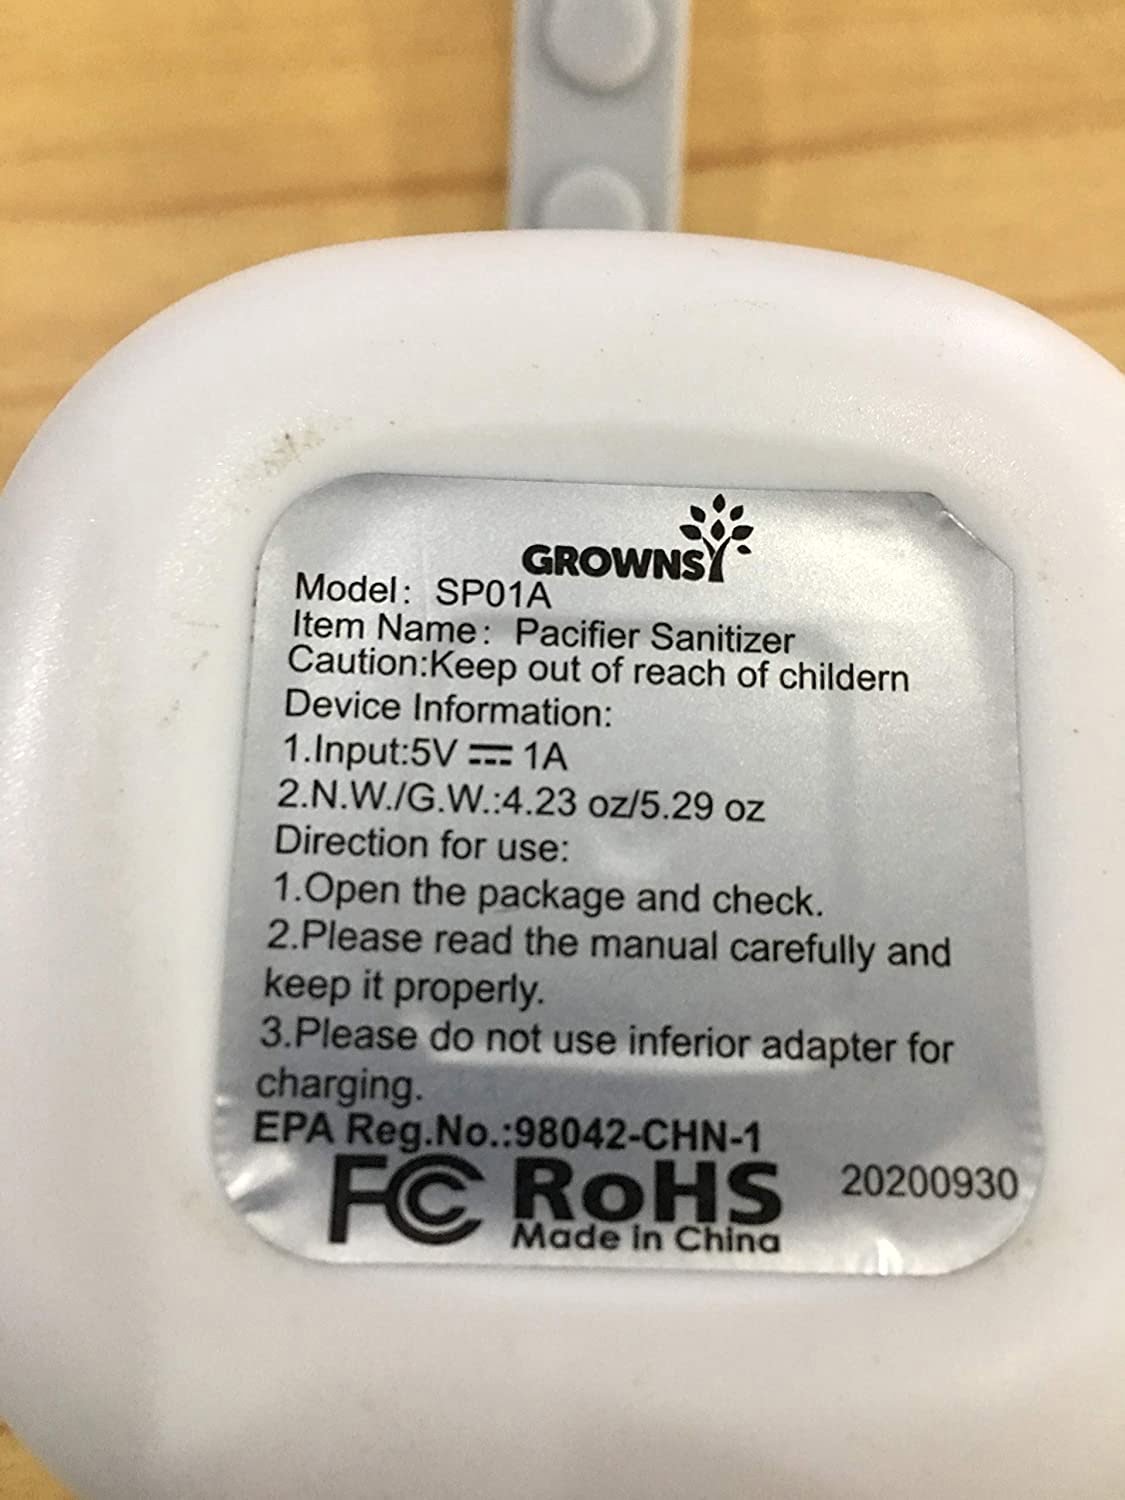 GROWNSY
Model: SP01A
Item Name: Pacifier Sanitizer
Caution:Keep out of reach of childern
Device Information:
1.Input:5V ⎓ 1A
2.N.W./G.W.:4.23 oz/5.29 oz
Direction for use:
1.Open the package and check.
2.Please read the manual carefully and
keep it properly.
3.Please do not use inferior adapter for
charging.
EPA Reg.No.:98042-CHN-1
FC RoHS 20200930
Made in China